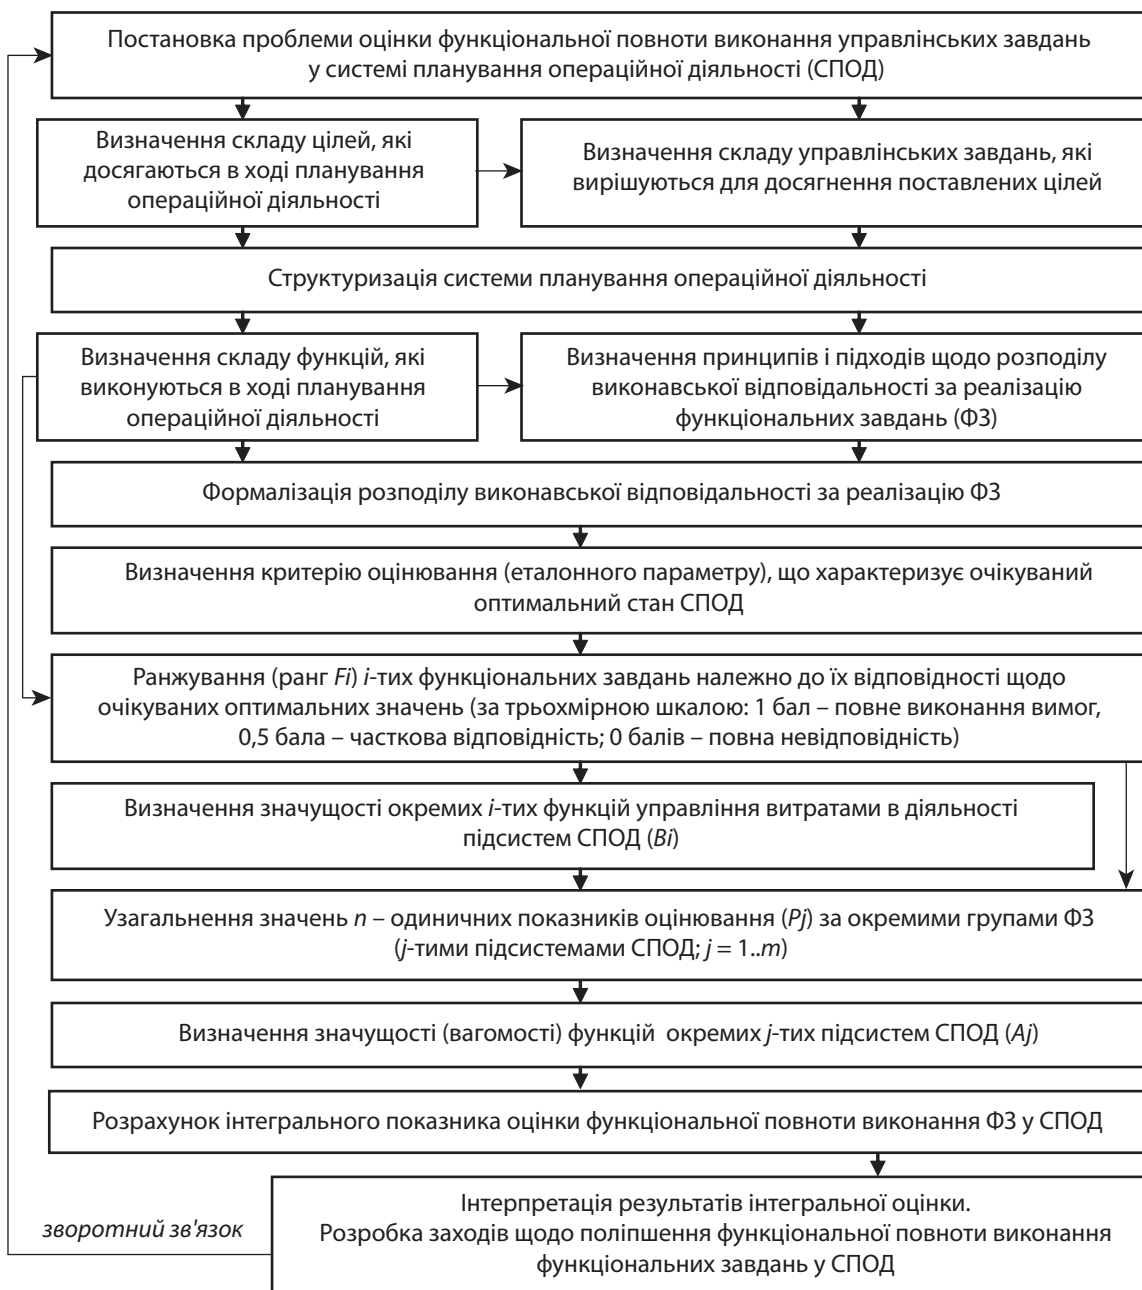 Постановка проблеми оцінки функціональної повноти виконання управлінських завдань
у системі планування операційної діяльності (СПОД)
Визначення складу цілей, які
досягаються в ході планування
операційної діяльності
Визначення складу управлінських завдань, які
вирішуються для досягнення поставлених цілей
Структуризація системи планування операційної діяльності
Визначення складу функцій, які
виконуються в ході планування
операційної діяльності
Визначення принципів і підходів щодо розподілу
виконавської відповідальності за реалізацію
функціональних завдань (ФЗ)
Формалізація розподілу виконавської відповідальності за реалізацію ФЗ
Визначення критерію оцінювання (еталонного параметру), що характеризує очікуваний
оптимальний стан СПОД
Ранжування (ранг Fi) i-тих функціональних завдань належно до їх відповідності щодо
очікуваних оптимальних значень (за трьохмірною шкалою: 1 бал – повне виконання вимог,
0,5 бала – часткова відповідність; 0 балів – повна невідповідність)
Визначення значущості окремих i-тих функцій управління витратами в діяльності
підсистем СПОД (Bi)
Узагальнення значень n – одиничних показників оцінювання (Pj) за окремими групами ФЗ
(j-тими підсистемами СПОД; j = 1..m)
Визначення значущості (вагомості) функцій окремих j-тих підсистем СПОД (Aj)
Розрахунок інтегрального показника оцінки функціональної повноти виконання ФЗ у СПОД
Інтерпретація результатів інтегральної оцінки.
Розробка заходів щодо поліпшення функціональної повноти виконання
функціональних завдань у СПОД
зворотний зв'язок